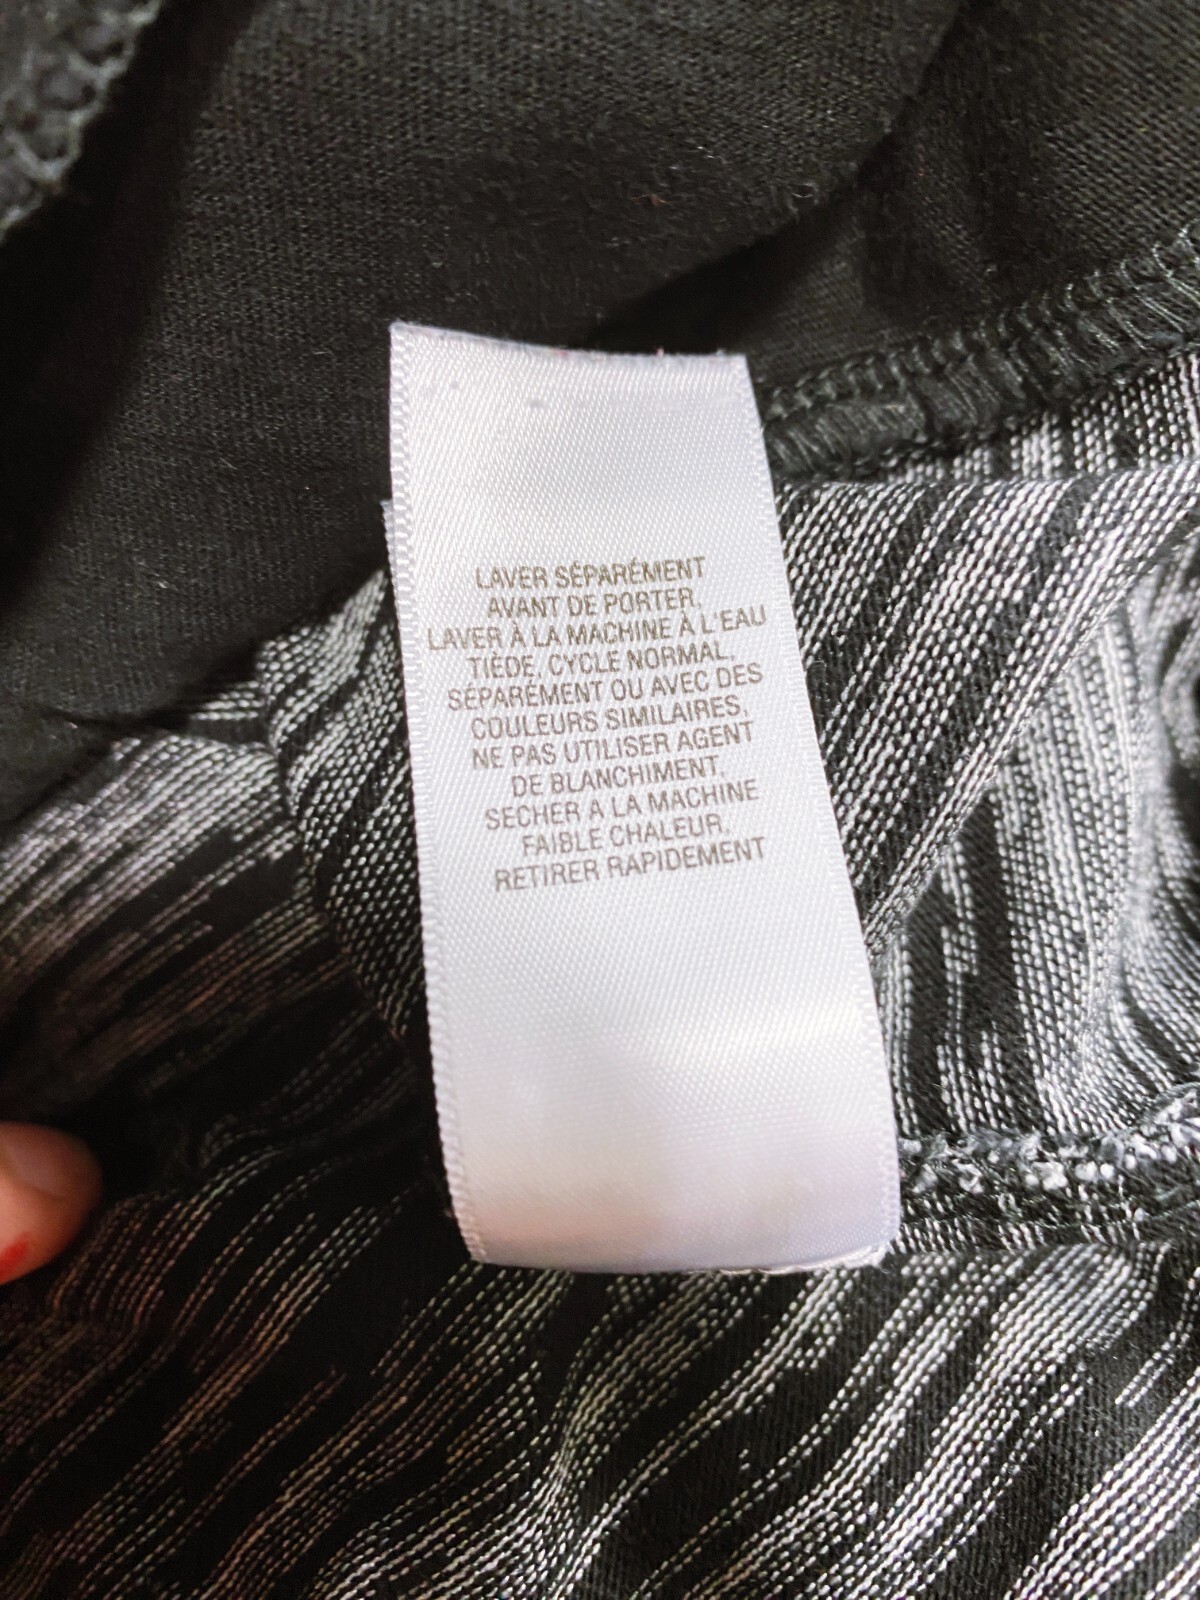 LAVER SÉPARÉMENT
AVANT DE PORTER,
LAVER À LA MACHINE À L'EAU
TIÈDE, CYCLE NORMAL,
SÉPARÉMENT OU AVEC DES
COULEURS SIMILAIRES,
NE PAS UTILISER AGENT
DE BLANCHIMENT,
SECHER A LA MACHINE
FAIBLE CHALEUR,
RETIRER RAPIDEMENT